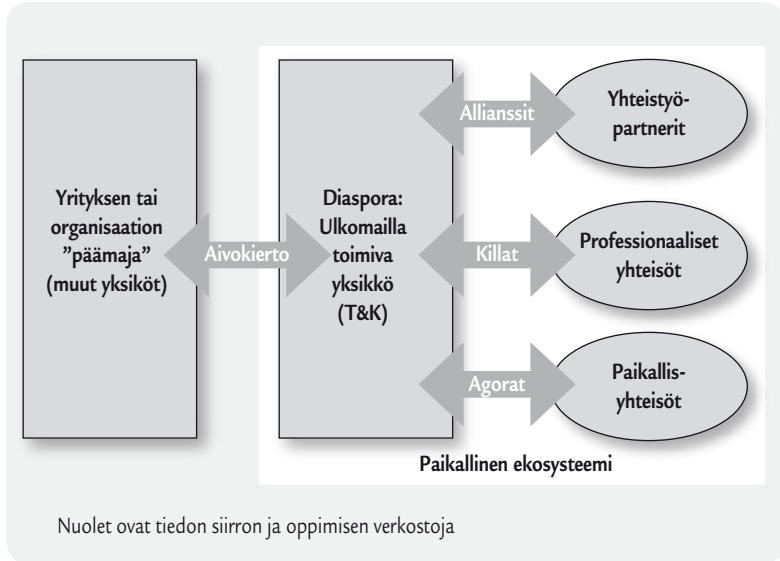 Yrityksen tai
organisaation
”päämaja”
(muut yksiköt)
Aivokierto
Diaspora:
Ulkomailla
toimiva
yksikkö
(T&K)
Allianssit
Yhteistyö-
partnerit
Killat
Professionaaliset
yhteisöt
Agorat
Paikallis-
yhteisöt
Paikallinen ekosysteemi
Nuolet ovat tiedon siirron ja oppimisen verkostoja